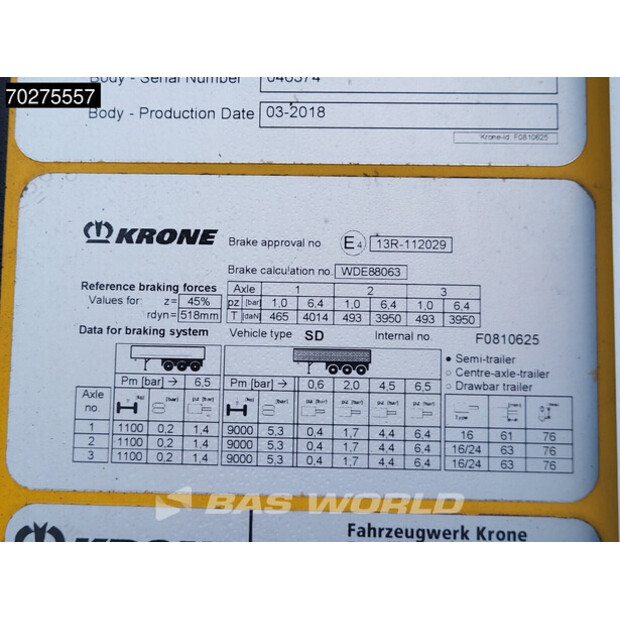 Body - Serial Number 046574
70275557
Body - Production Date 03-2018
Krone-Id F0810625
KRONE Brake approval no E4 13R-112029
Brake calculation no. WDE88063
Reference braking forces Axle 1 2 3
Values for: z= 45% pz [bar] 1,0 6,4 1,0 6,4 1,0 6,4
rdyn= 518mm T [daN] 465 4014 493 3950 493 3950
Data for braking system Vehicle type SD Internal no. F0810625
Semi-trailer
Centre-axle-trailer
Drawbar trailer
Pm [bar] → 6,5 Pm [bar] → 0,6 2,0 4,5 6,5
Axle no.
1 1100 0,2 1,4 9000 5,3 0,4 1,7 4,4 6,4 16 61 76
2 1100 0,2 1,4 9000 5,3 0,4 1,7 4,4 6,4 16/24 63 76
3 1100 0,2 1,4 9000 5,3 0,4 1,7 4,4 6,4 16/24 63 76
BAS WORLD
KRONE Fahrzeugwerk Krone